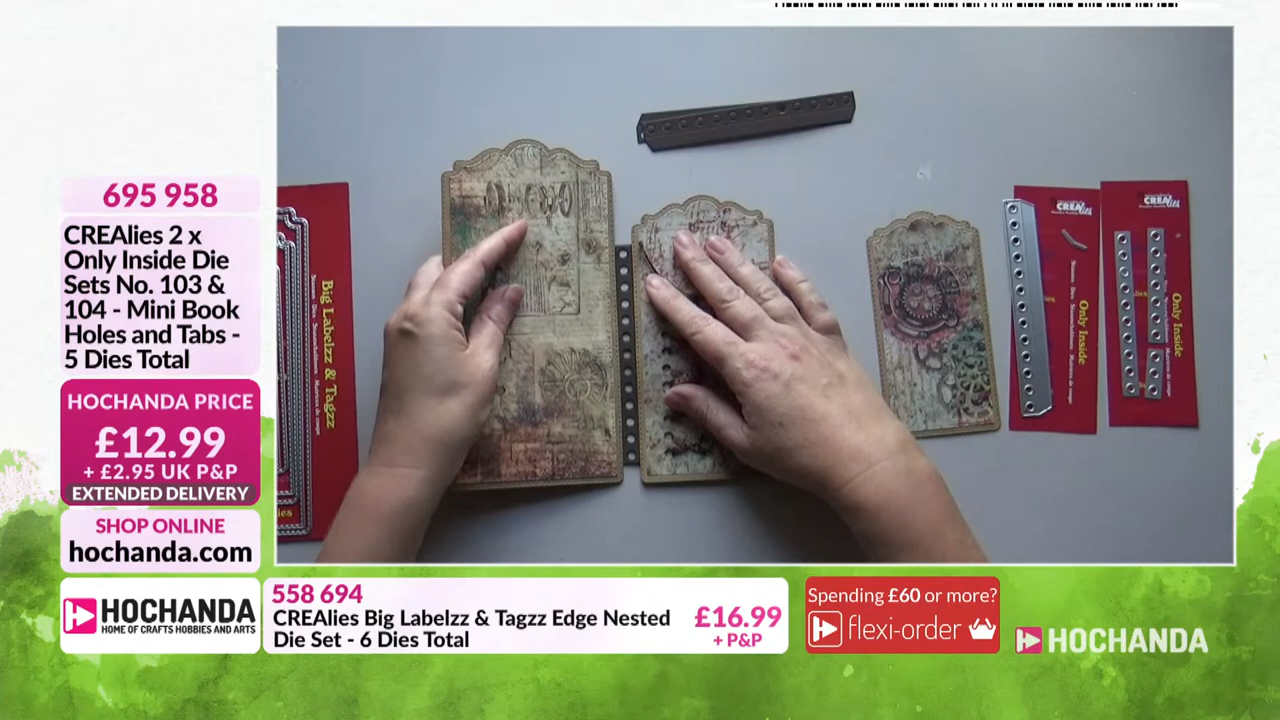 695 958
CREAlies 2 x
Only Inside Die
Sets No. 103 &
104 - Mini Book
Holes and Tabs -
5 Dies Total
HOCHANDA PRICE
£12.99
+ £2.95 UK P&P
EXTENDED DELIVERY
SHOP ONLINE
hochanda.com
HOCHANDA
HOME OF CRAFTS HOBBIES AND ARTS
558 694
CREAlies Big Labelzz & Tagzz Edge Nested
Die Set - 6 Dies Total
£16.99
+ P&P
Spending £60 or more?
flexi-order
HOCHANDA
Big Labelzz & Tagzz
CREAlies
Only Inside
CREAlies
Only Inside